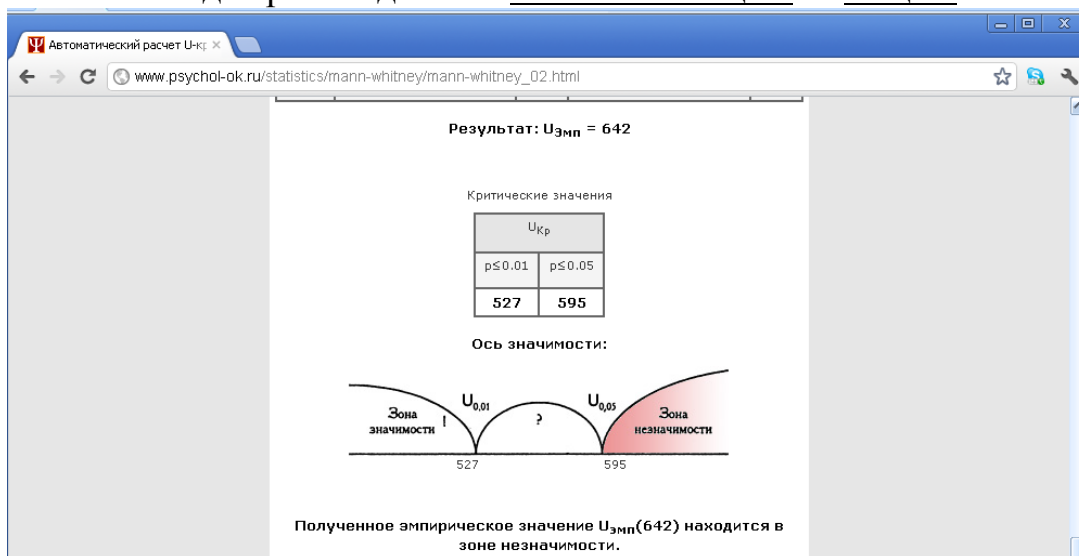 Автоматический расчет U-кр
www.psychol-ok.ru/statistics/mann-whitney/mann-whitney_02.html
Результат: UЭмп = 642
Критические значения
UКр
p≤0.01 p≤0.05
527 595
Ось значимости:
U0,01 U0,05
Зона значимости ! ? Зона незначимости
527 595
Полученное эмпирическое значение Uэмп(642) находится в
зоне незначимости.